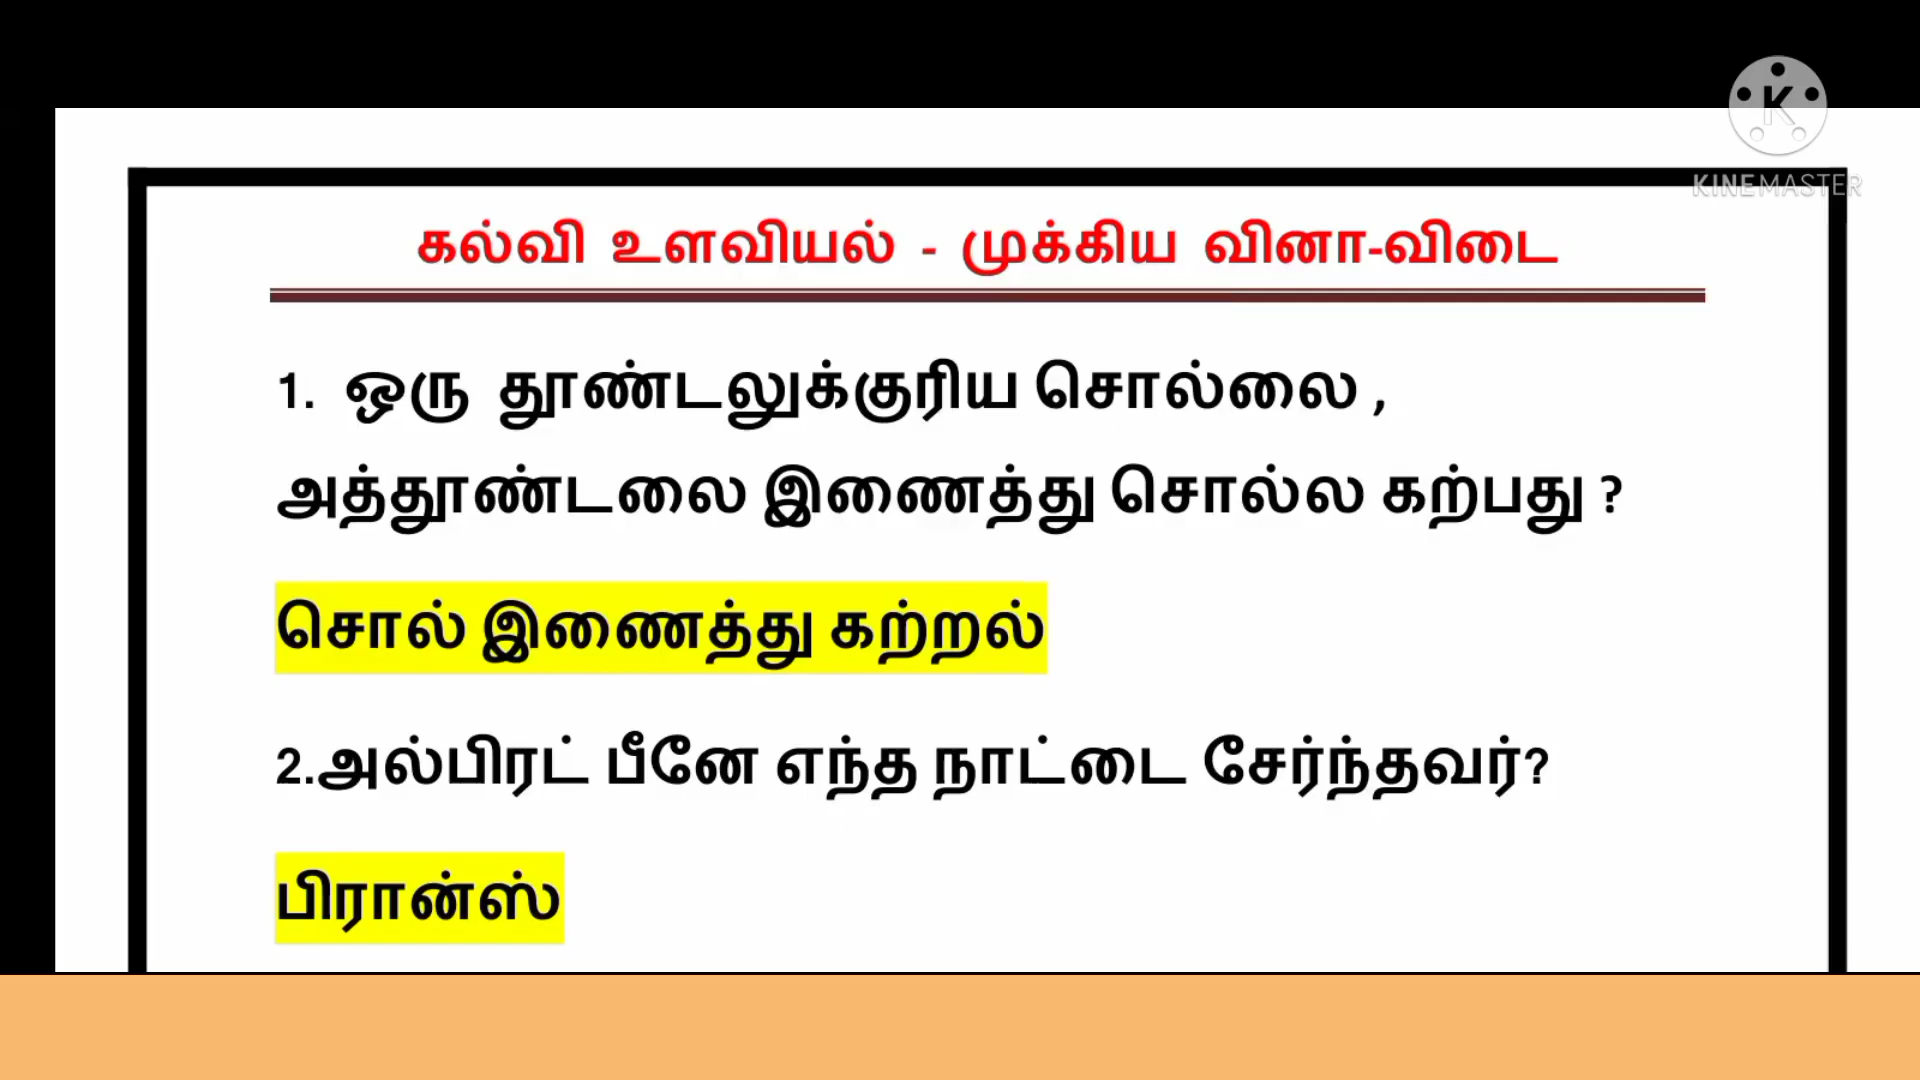 K
KINEMASTER
கல்வி உளவியல் - முக்கிய வினா-விடை
1. ஒரு தூண்டலுக்குரிய சொல்லை ,
அத்தூண்டலை இணைத்து சொல்ல கற்பது ?
சொல் இணைத்து கற்றல்
2.அல்பிரட் பீனே எந்த நாட்டை சேர்ந்தவர்?
பிரான்ஸ்